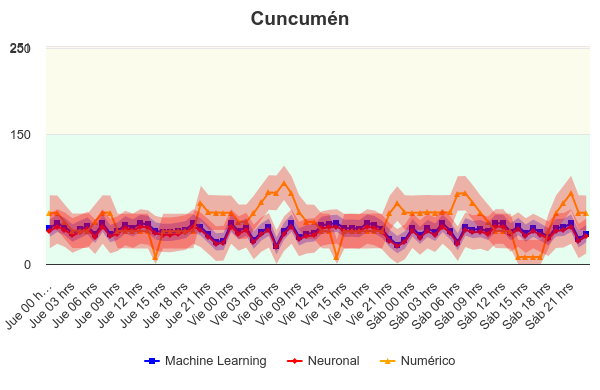 Cuncumén
250
150
0
Jue 00 h...
Jue 03 hrs
Jue 06 hrs
Jue 09 hrs
Jue 12 hrs
Jue 15 hrs
Jue 18 hrs
Jue 21 hrs
Vie 00 hrs
Vie 03 hrs
Vie 06 hrs
Vie 09 hrs
Vie 12 hrs
Vie 15 hrs
Vie 18 hrs
Vie 21 hrs
Sáb 00 hrs
Sáb 03 hrs
Sáb 06 hrs
Sáb 09 hrs
Sáb 12 hrs
Sáb 15 hrs
Sáb 18 hrs
Sáb 21 hrs
Machine Learning Neuronal Numérico